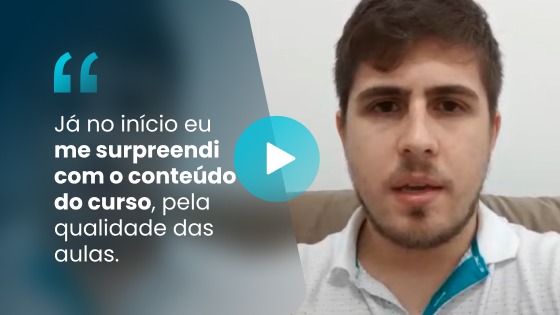 Já no início eu
me surpreendi
com o conteúdo
do curso, pela
qualidade das
aulas.